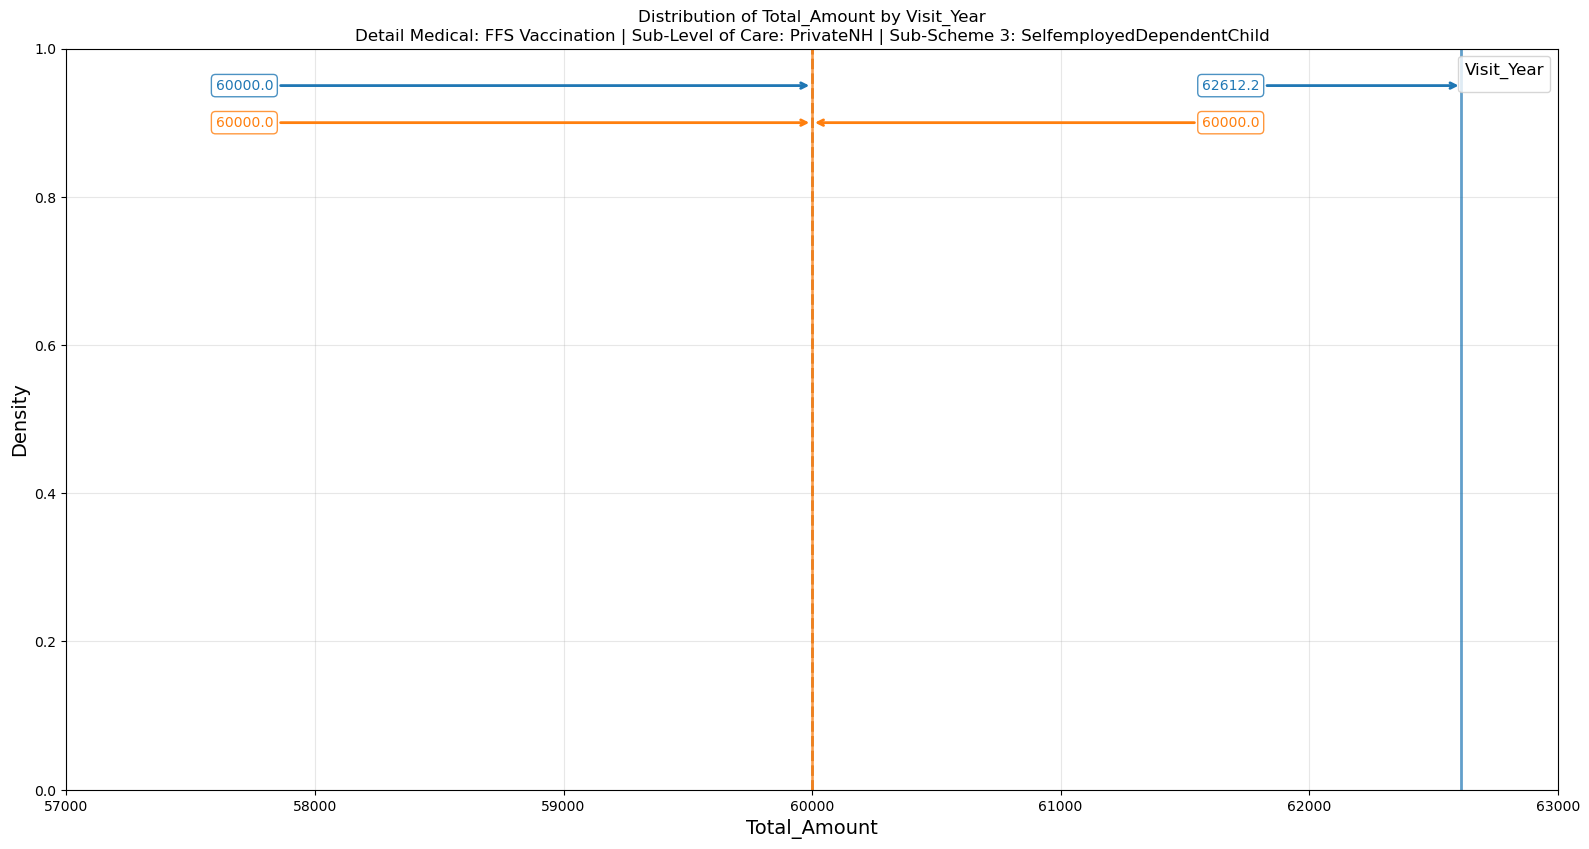 Distribution of Total_Amount by Visit_Year
Detail Medical: FFS Vaccination | Sub-Level of Care: PrivateNH | Sub-Scheme 3: SelfemployedDependentChild
Visit_Year
60000.0
62612.2
60000.0
60000.0
1.0
0.8
0.6
0.4
0.2
0.0
Density
57000 58000 59000 60000 61000 62000 63000
Total_Amount